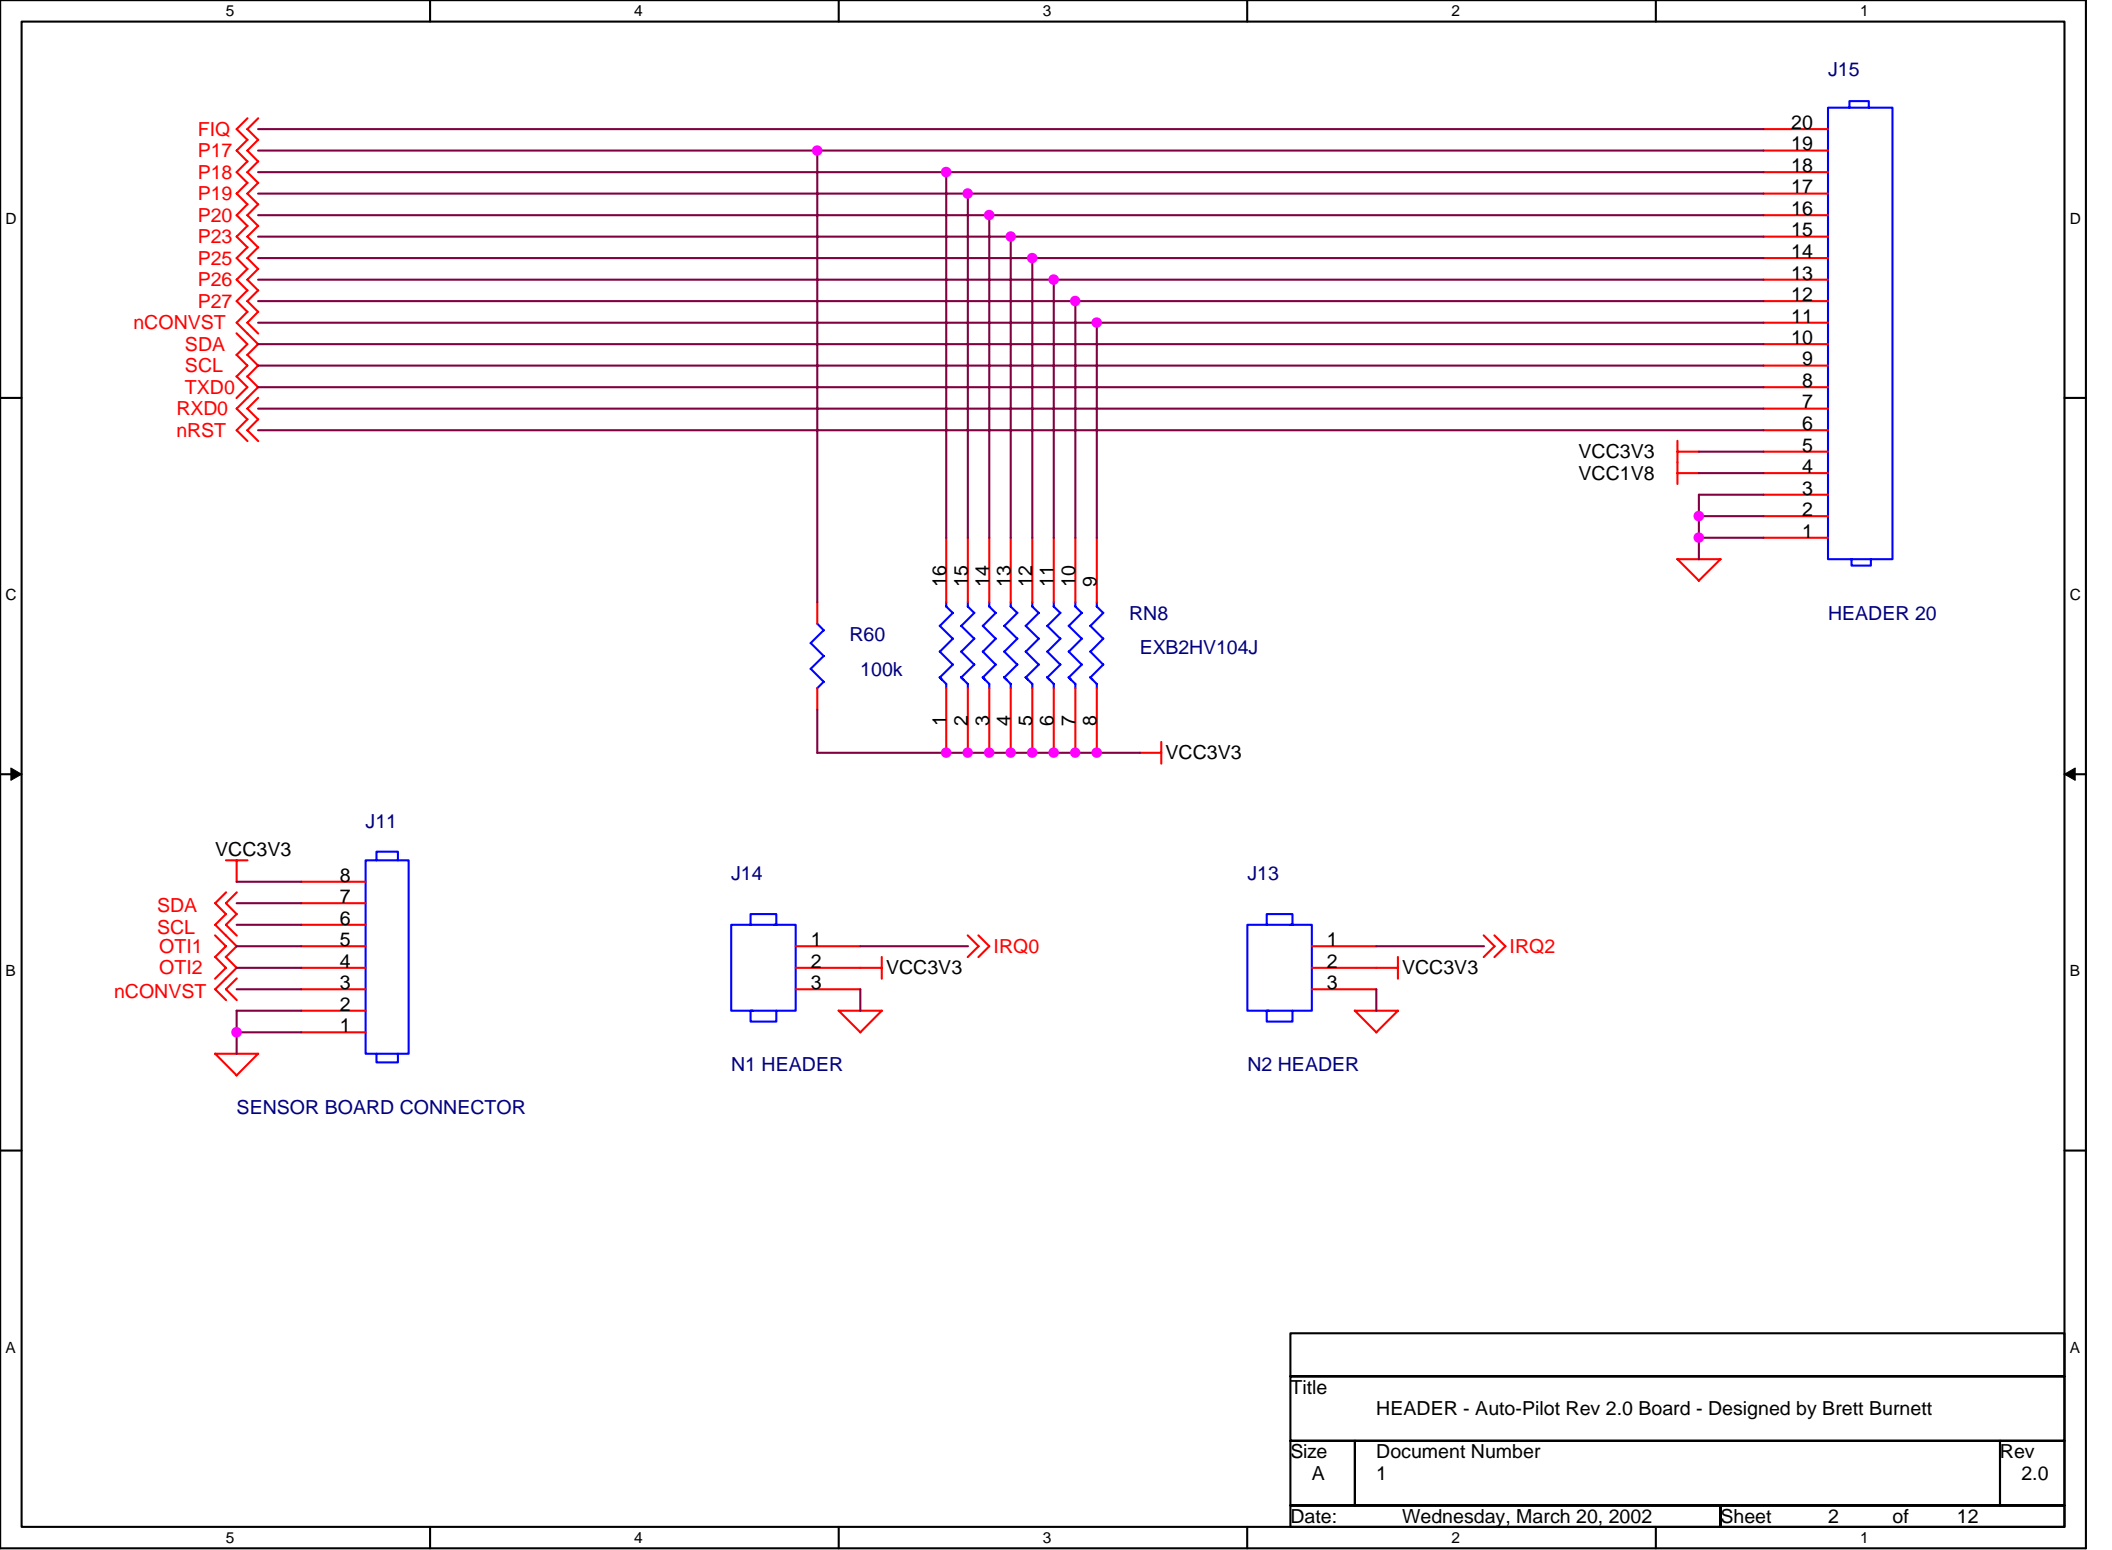 5 4 3 2 1
J15
FIQ 20
P17 19
P18 18
P19 17
P20 16
D P23 15 D
P25 14
P26 13
P27 12
nCONVST 11
SDA 10
SCL 9
TXD0 8
RXD0 7
nRST 6
VCC3V3 5
VCC1V8 4
3
2
1
16 15 14 13 12 11 10 9
C C
RN8 HEADER 20
R60 EXB2HV104J
100k
1 2 3 4 5 6 7 8
VCC3V3
J11
VCC3V3
J14 J13
8
SDA 7
SCL 6
OTI1 5
OTI2 4
nCONVST 3
2
1
1 IRQ0
2 VCC3V3
3
1 IRQ2
2 VCC3V3
3
B B
N1 HEADER N2 HEADER
SENSOR BOARD CONNECTOR
A A
Title
HEADER - Auto-Pilot Rev 2.0 Board - Designed by Brett Burnett
Size Document Number Rev
A 1 2.0
Date: Wednesday, March 20, 2002 Sheet 2 of 12
5 4 3 2 1